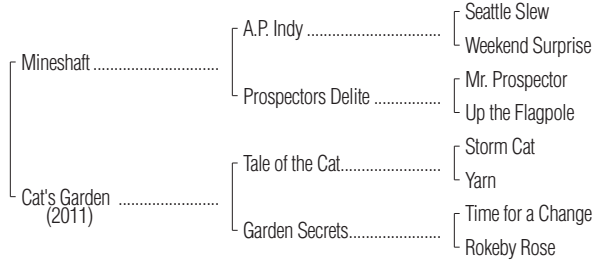 Seattle Slew
A.P. Indy ..................................
Weekend Surprise
Mineshaft ................................
Mr. Prospector
Prospectors Delite .................
Up the Flagpole
Storm Cat
Tale of the Cat.........................
Yarn
Cat's Garden ..........................
(2011)
Time for a Change
Garden Secrets.......................
Rokeby Rose